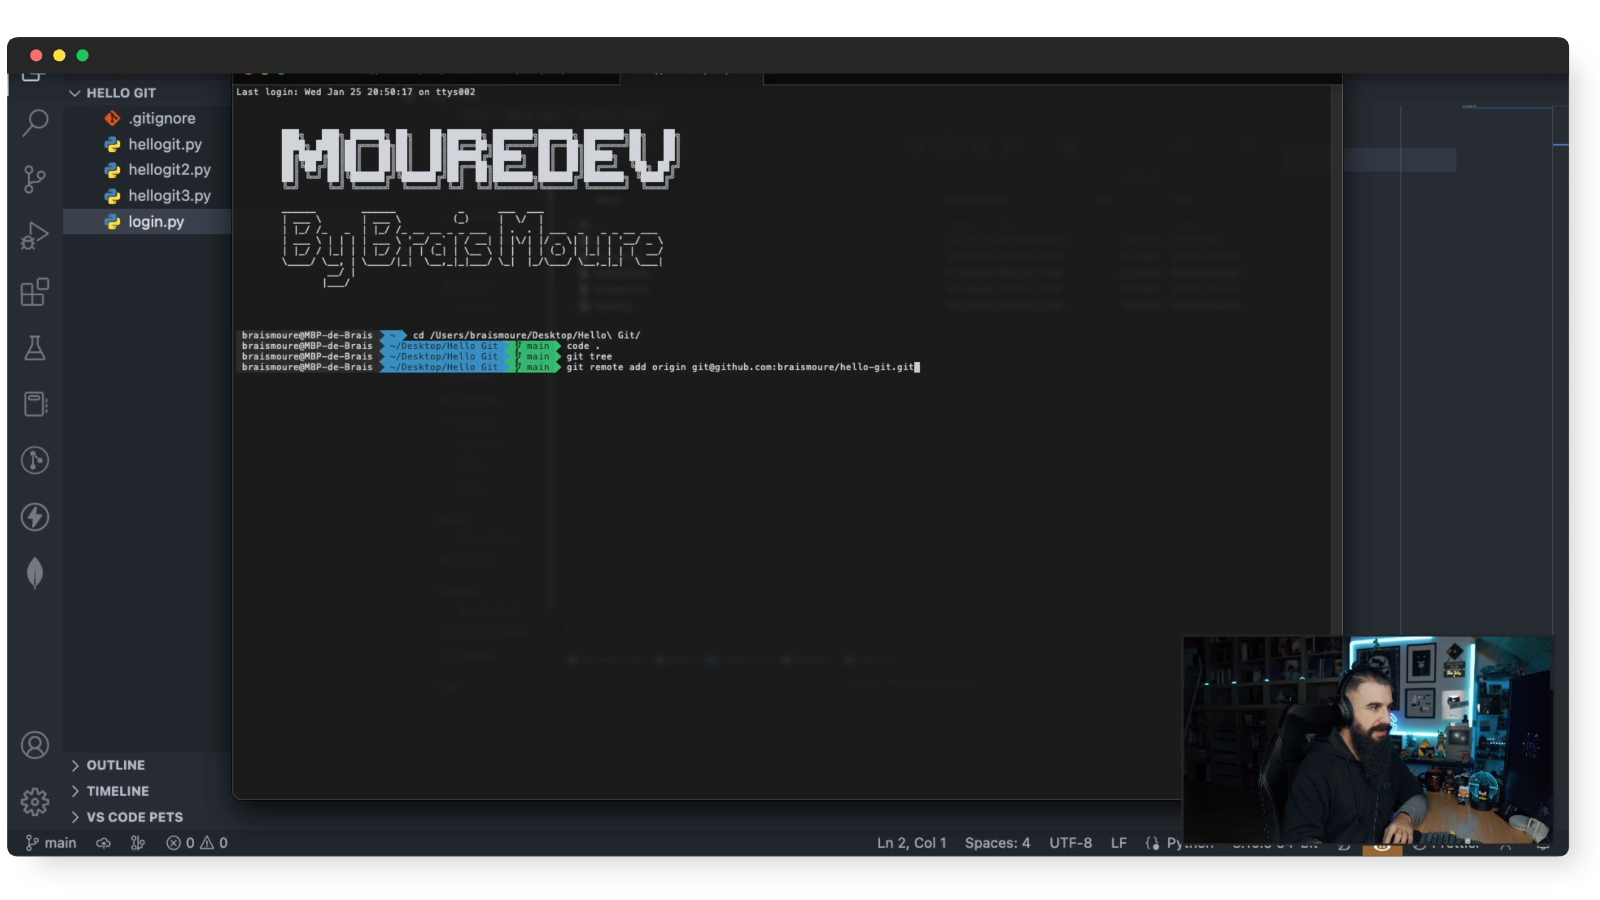 HELLO GIT
.gitignore
hellogit.py
hellogit2.py
hellogit3.py
login.py
Last login: Wed Jan 25 20:50:17 on ttys002
MOUREDEV
By Brais Moure
braismoure@MBP-de-Brais ~ cd /Users/braismoure/Desktop/Hello\ Git/
braismoure@MBP-de-Brais ~/Desktop/Hello Git main code .
braismoure@MBP-de-Brais ~/Desktop/Hello Git main git tree
braismoure@MBP-de-Brais ~/Desktop/Hello Git main git remote add origin git@github.com:braismoure/hello-git.git
OUTLINE
TIMELINE
VS CODE PETS
main 0 0 Ln 2, Col 1 Spaces: 4 UTF-8 LF